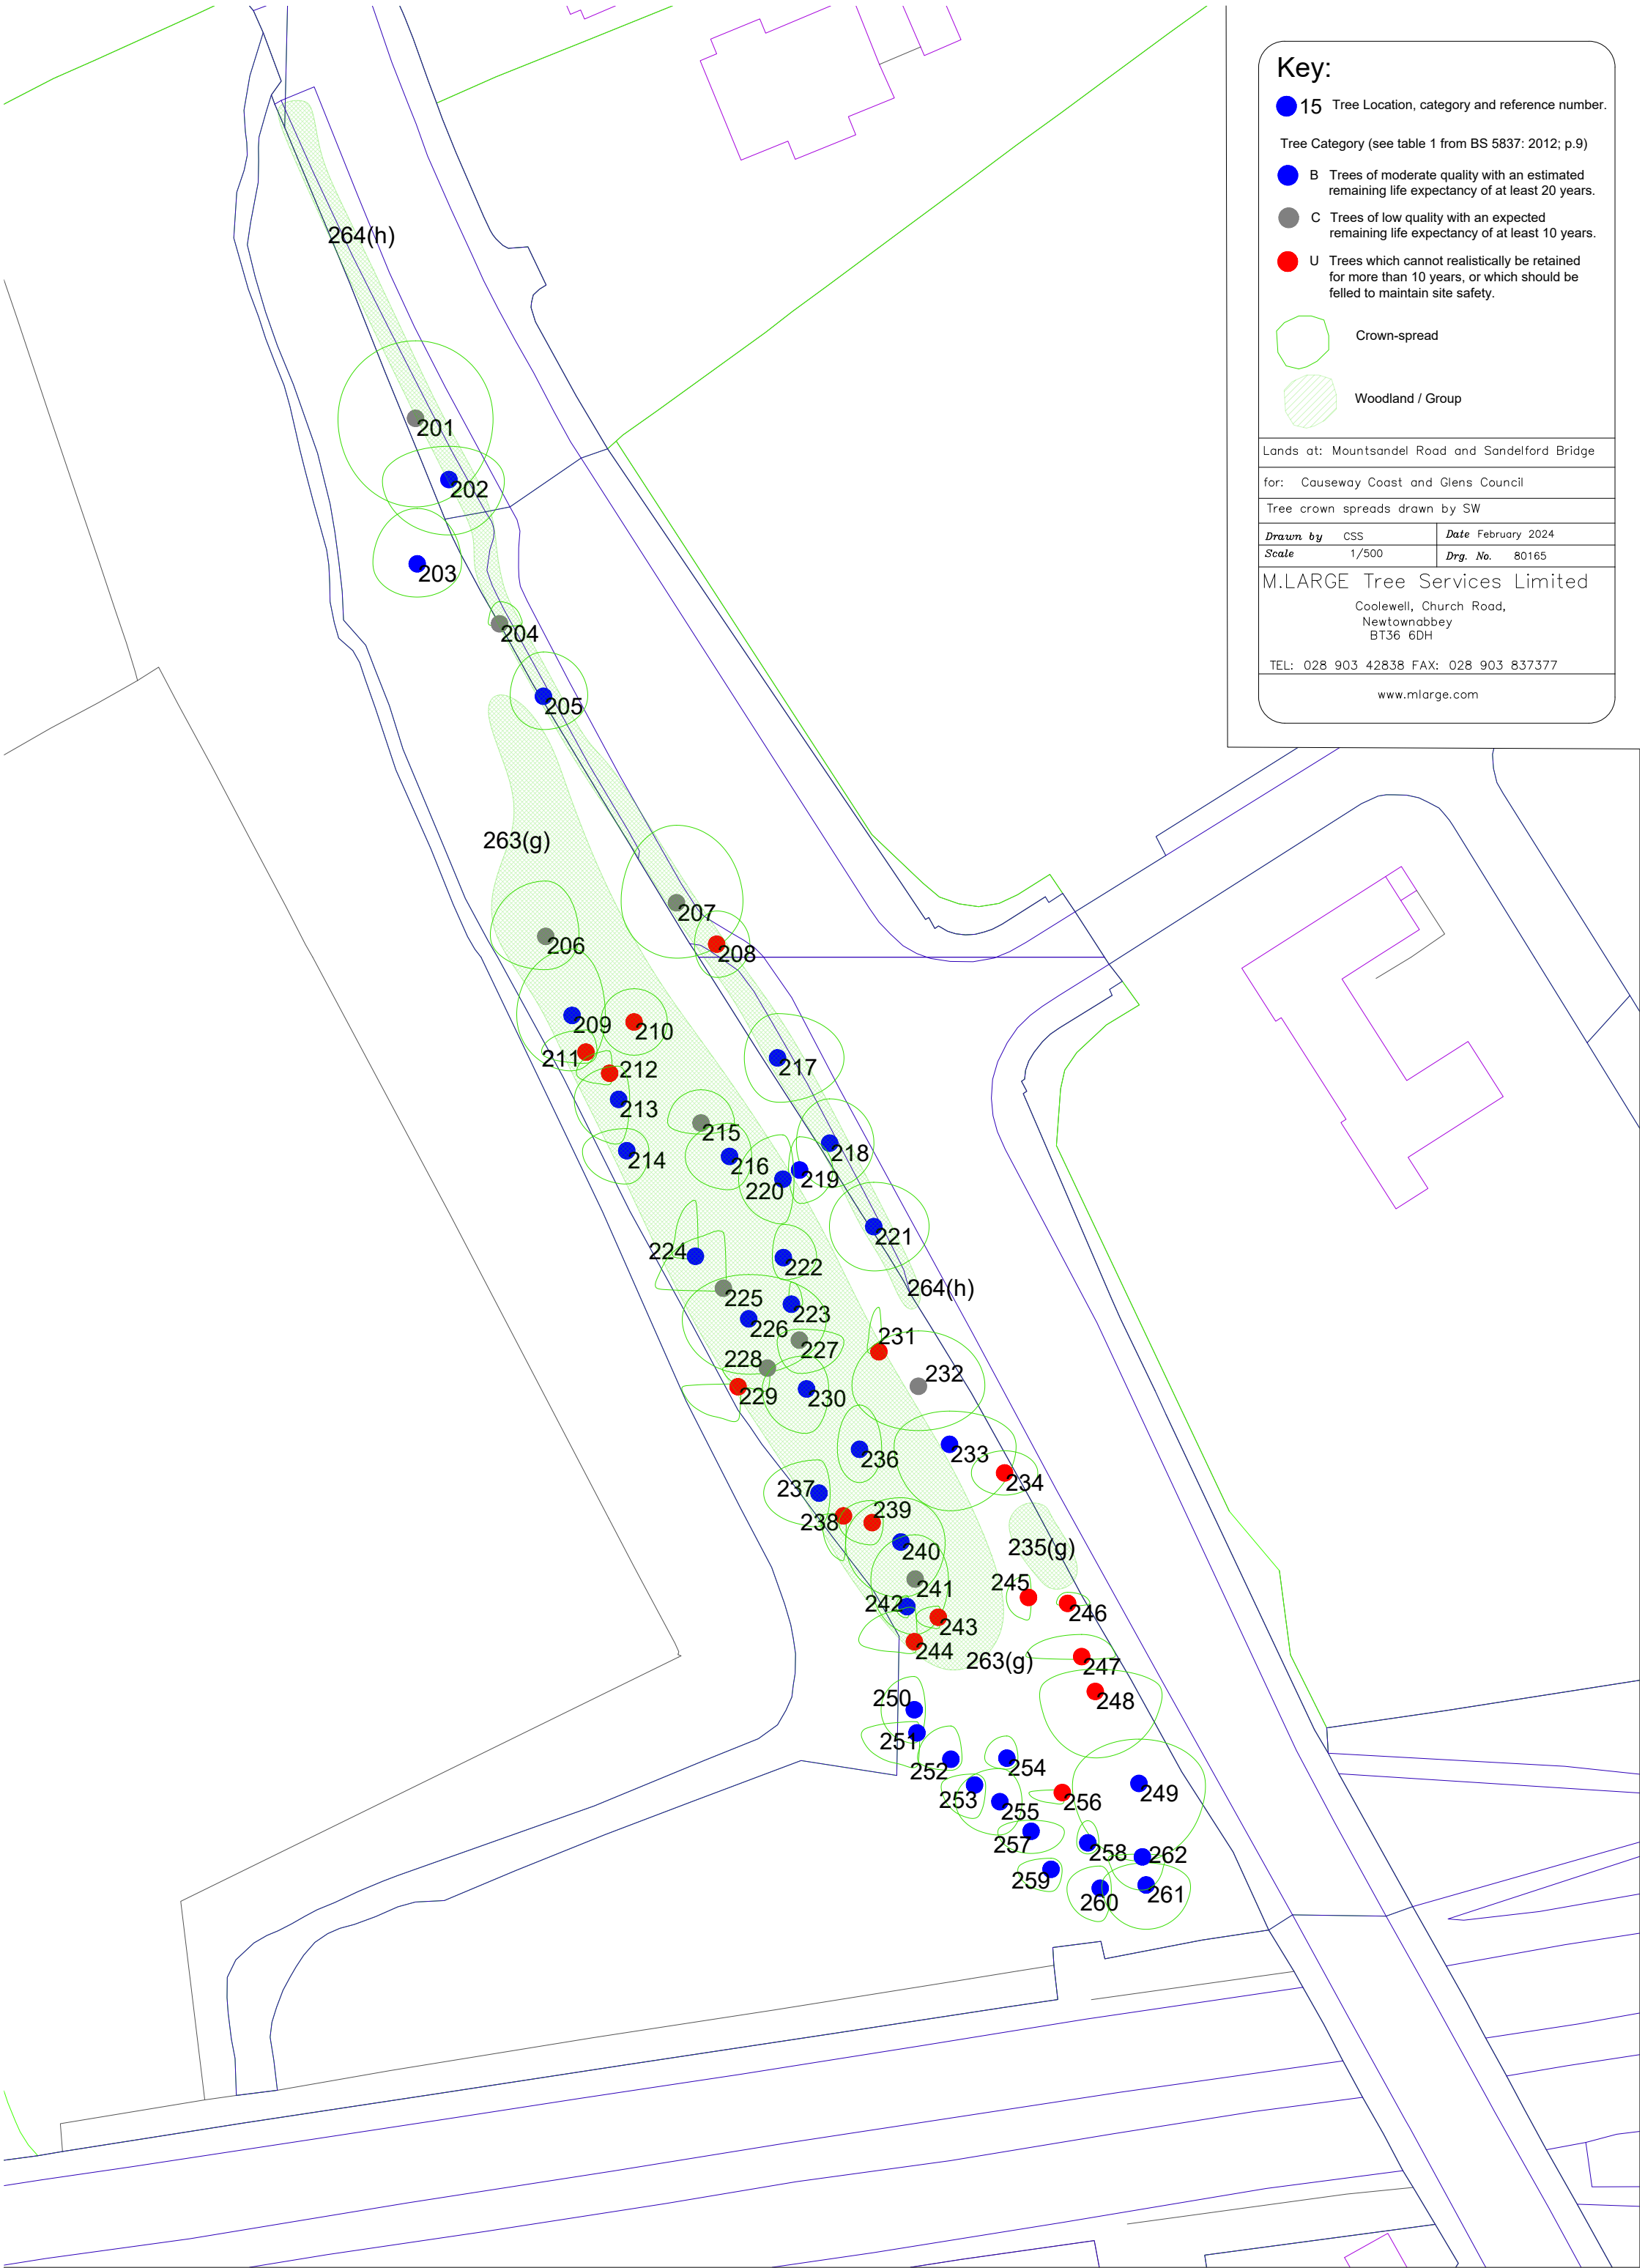 Key:
15 Tree Location, category and reference number.
Tree Category (see table 1 from BS 5837: 2012; p.9)
B Trees of moderate quality with an estimated
remaining life expectancy of at least 20 years.
C Trees of low quality with an expected
remaining life expectancy of at least 10 years.
U Trees which cannot realistically be retained
for more than 10 years, or which should be
felled to maintain site safety.
Crown-spread
Woodland / Group
Lands at: Mountsandel Road and Sandelford Bridge
for: Causeway Coast and Glens Council
Tree crown spreads drawn by SW
Drawn by CSS Date February 2024
Scale 1/500 Drg. No. 80165
M.LARGE Tree Services Limited
Coolewell, Church Road,
Newtownabbey
BT36 6DH
TEL: 028 903 42838 FAX: 028 903 837377
www.mlarge.com
264(h)
201
202
203
204
205
263(g)
206
207
208
209
210
211
212
213
214
215
216
217
218
219
220
221
222
223
224
225
226
227
228
229
230
264(h)
231
232
233
234
235(g)
236
237
238
239
240
241
242
243
244
245
246
263(g)
247
248
249
250
251
252
253
254
255
256
257
258
259
260
261
262